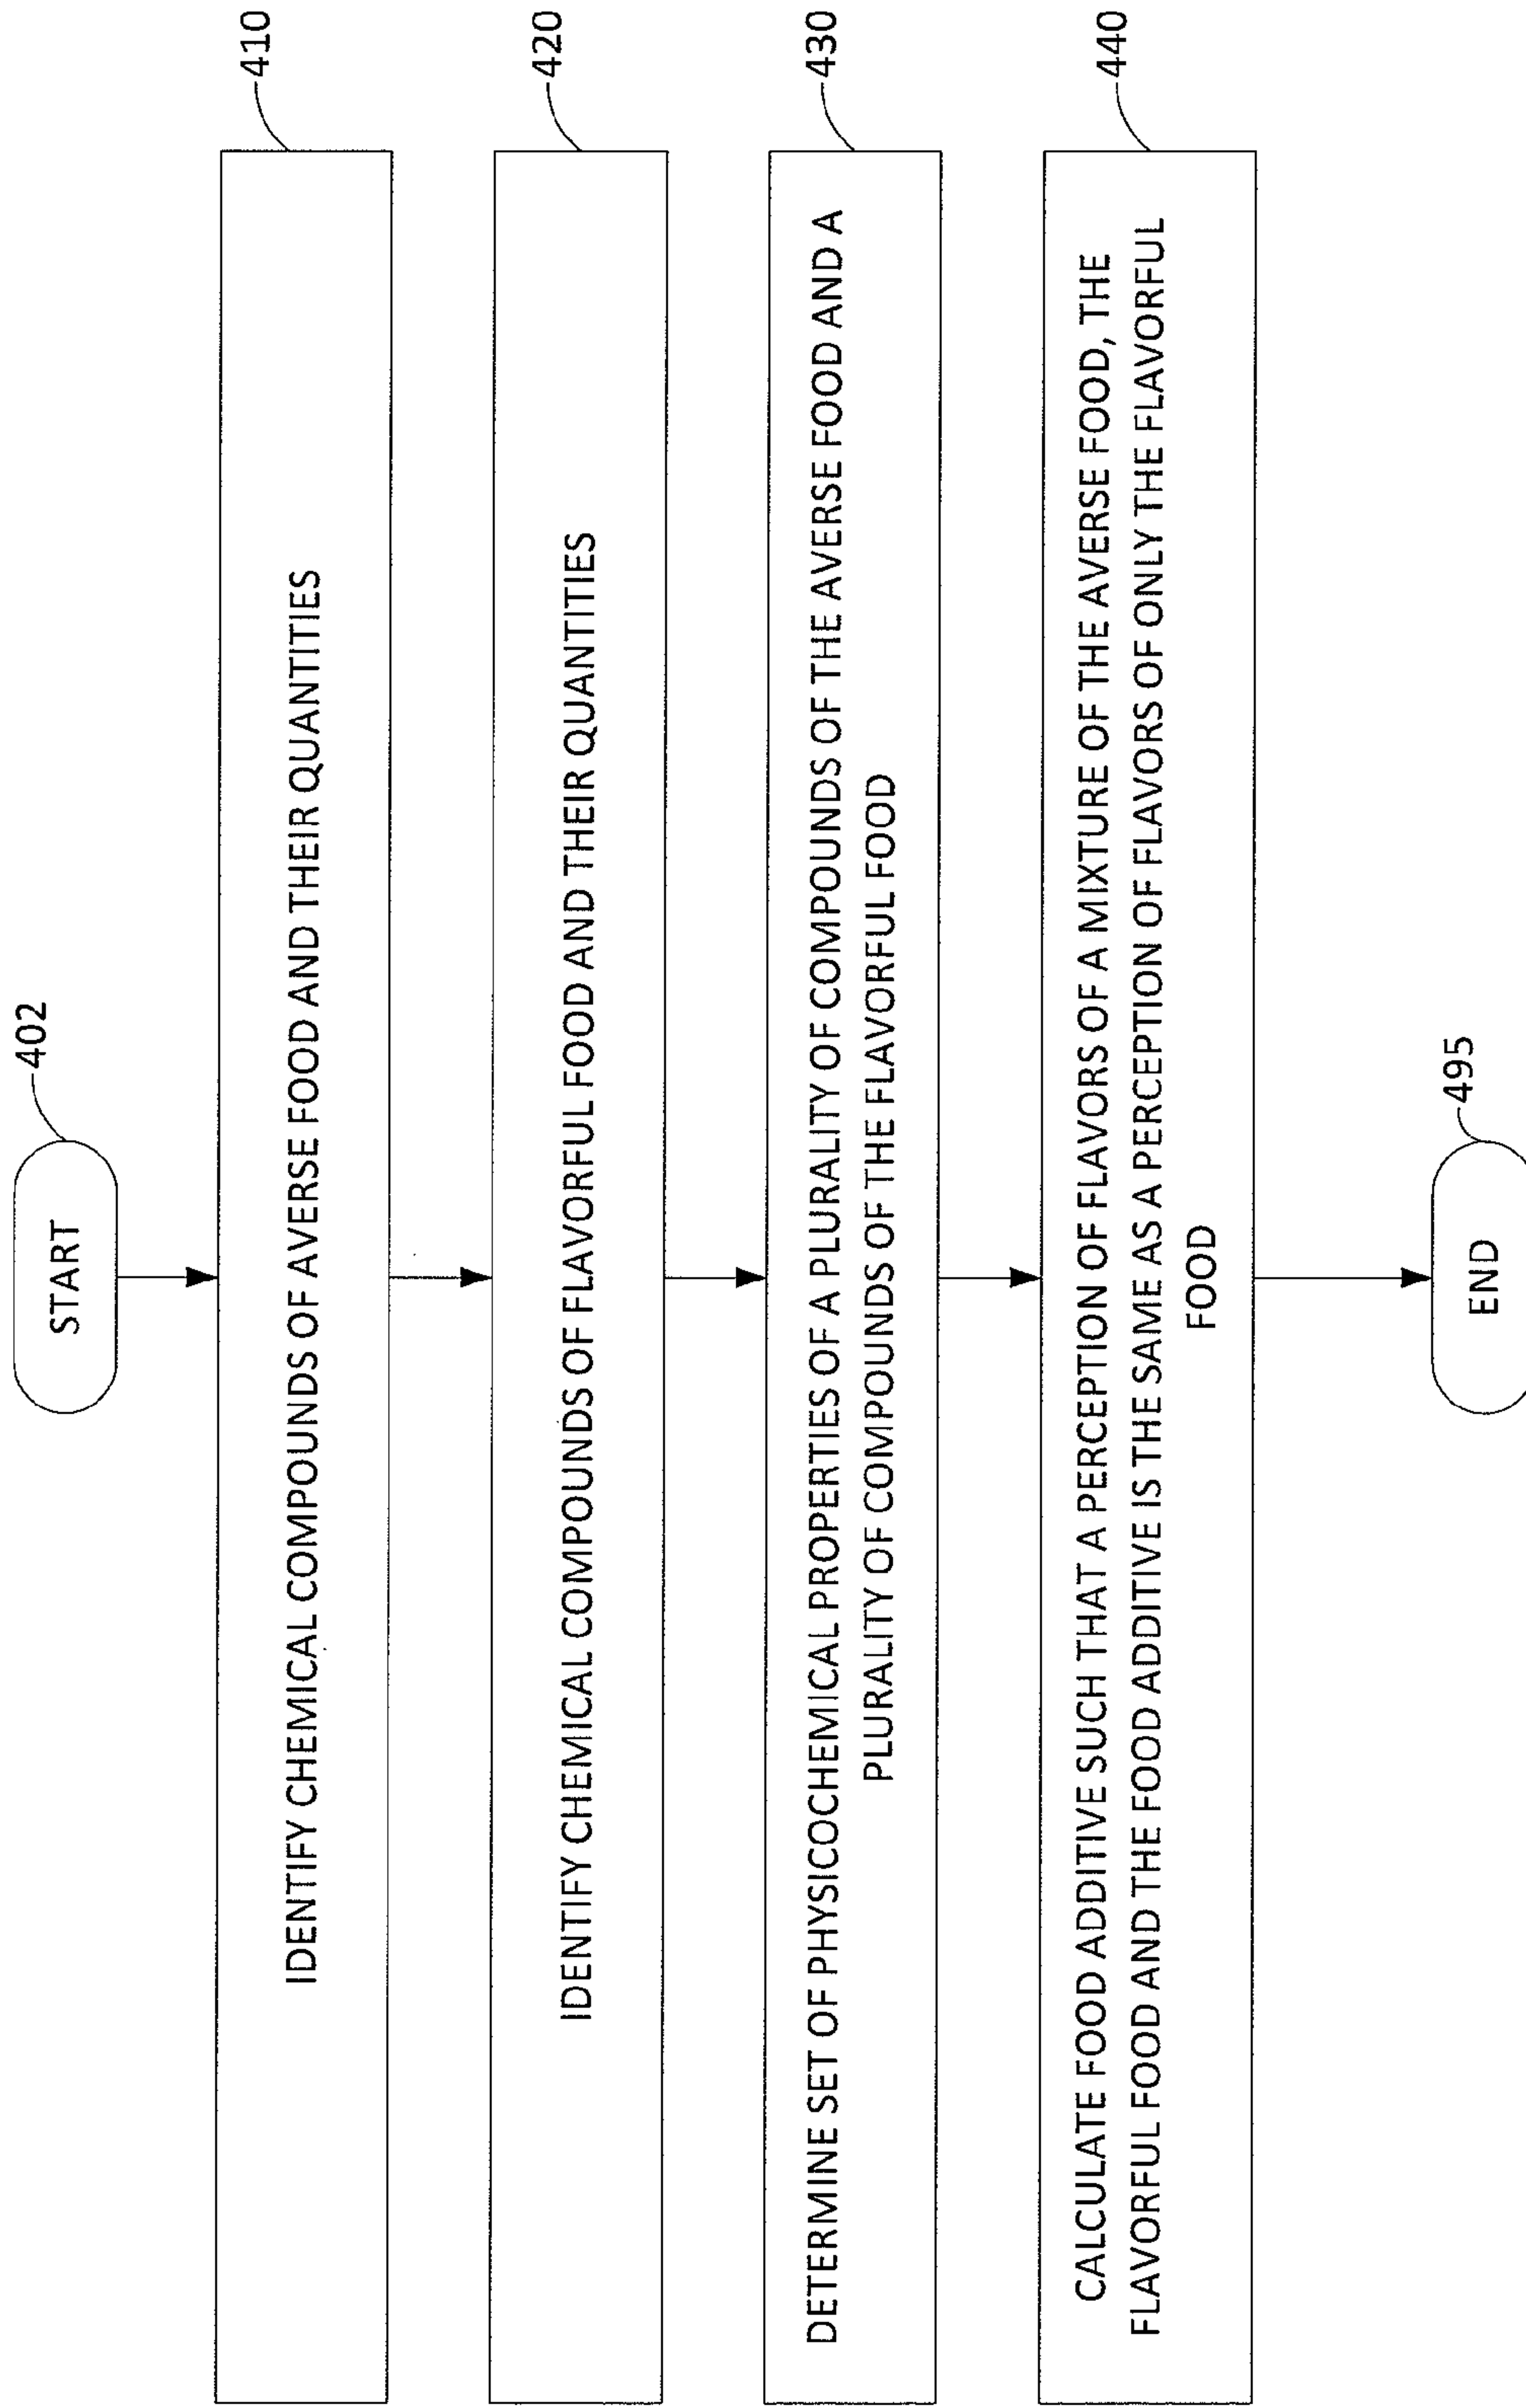 START
402
IDENTIFY CHEMICAL COMPOUNDS OF AVERSE FOOD AND THEIR QUANTITIES
410
IDENTIFY CHEMICAL COMPOUNDS OF FLAVORFUL FOOD AND THEIR QUANTITIES
420
DETERMINE SET OF PHYSICOCHEMICAL PROPERTIES OF A PLURALITY OF COMPOUNDS OF THE AVERSE FOOD AND A
PLURALITY OF COMPOUNDS OF THE FLAVORFUL FOOD
430
CALCULATE FOOD ADDITIVE SUCH THAT A PERCEPTION OF FLAVORS OF A MIXTURE OF THE AVERSE FOOD, THE
FLAVORFUL FOOD AND THE FOOD ADDITIVE IS THE SAME AS A PERCEPTION OF FLAVORS OF ONLY THE FLAVORFUL
FOOD
440
END
495